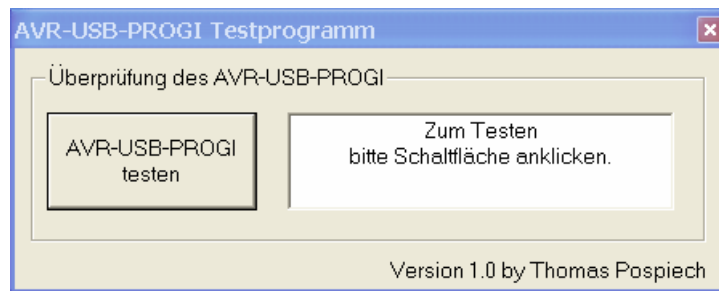 AVR-USB-PROGI Testprogramm
Überprüfung des AVR-USB-PROGI
AVR-USB-PROGI
testen
Zum Testen
bitte Schaltfläche anklicken.
Version 1.0 by Thomas Pospiech